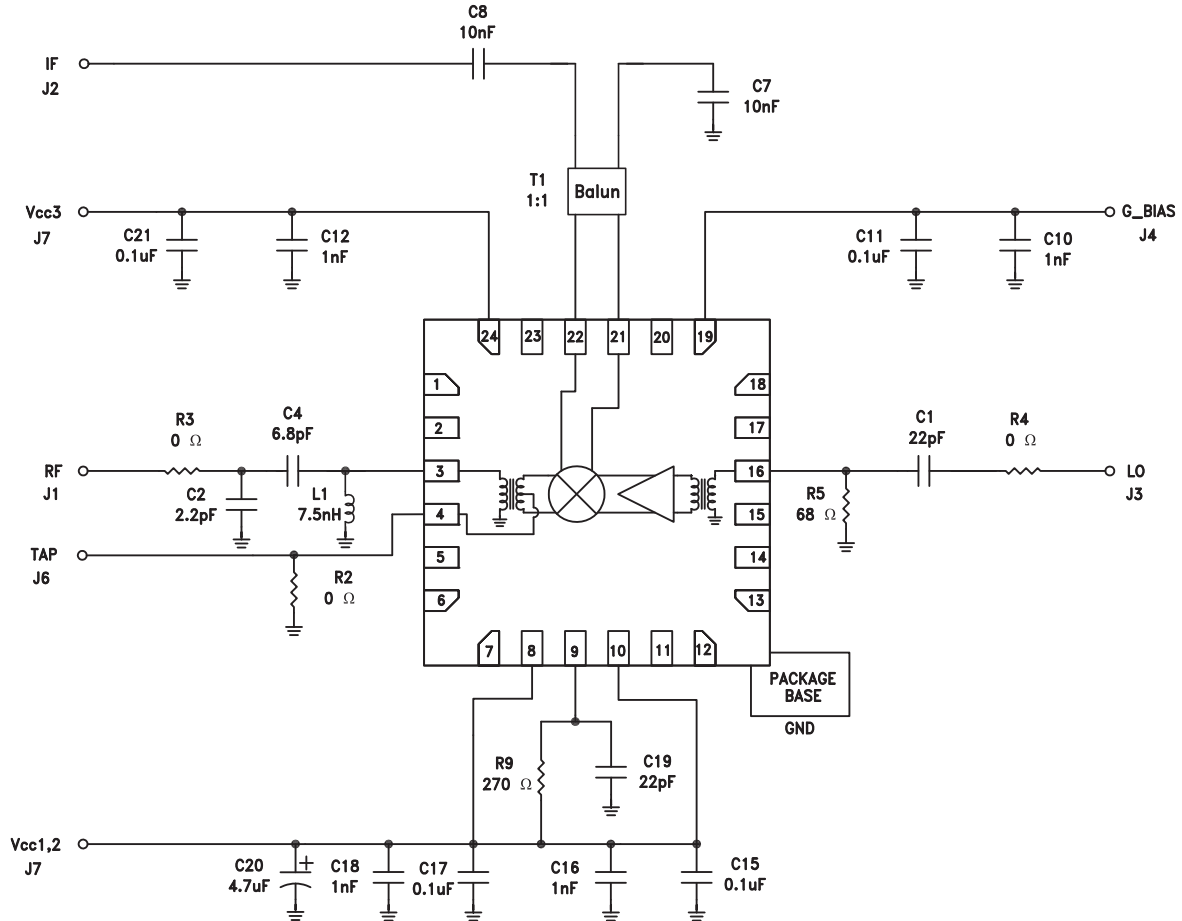 C8
10nF
IF
J2
C7
10nF
T1
1:1
Balun
Vcc3
J7
C21
0.1uF
C12
1nF
C11
0.1uF
C10
1nF
G_BIAS
J4
24
23
22
21
20
19
1
2
3
4
5
6
18
17
16
15
14
13
R3
0 Ω
C4
6.8pF
RF
J1
C2
2.2pF
L1
7.5nH
TAP
J6
R2
0 Ω
C1
22pF
R4
0 Ω
LO
J3
R5
68 Ω
7
8
9
10
11
12
PACKAGE
BASE
GND
R9
270 Ω
C19
22pF
Vcc1,2
J7
C20
4.7uF
+
C18
1nF
C17
0.1uF
C16
1nF
C15
0.1uF